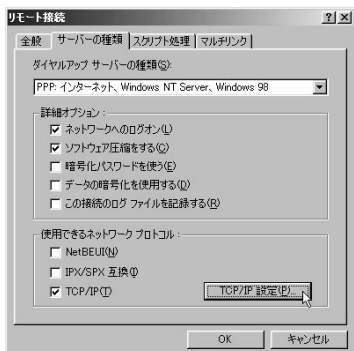 リモート接続
全般 サーバーの種類 スクリプト処理 マルチリンク
ダイヤルアップ サーバーの種類(S):
PPP: インターネット、Windows NT Server、Windows 98
詳細オプション:
ネットワークへのログオン(L)
ソフトウェア圧縮をする(C)
暗号化パスワードを使う(E)
データの暗号化を使用する(D)
この接続のログ ファイルを記録する(R)
使用できるネットワーク プロトコル:
NetBEUI(N)
IPX/SPX 互換(I)
TCP/IP(T)
TCP/IP 設定(P)...
OK キャンセル